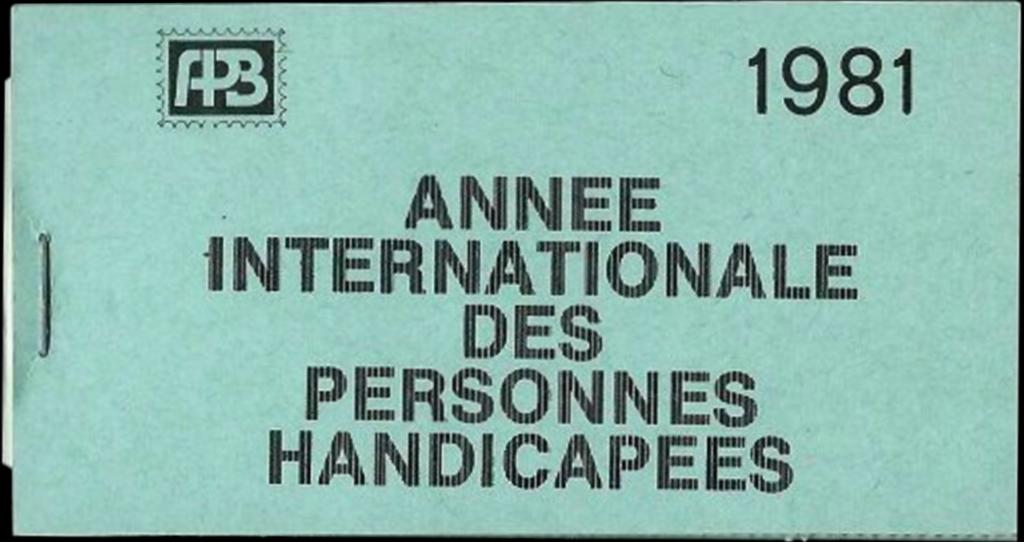 APB 1981
ANNEE
INTERNATIONALE
DES
PERSONNES
HANDICAPEES